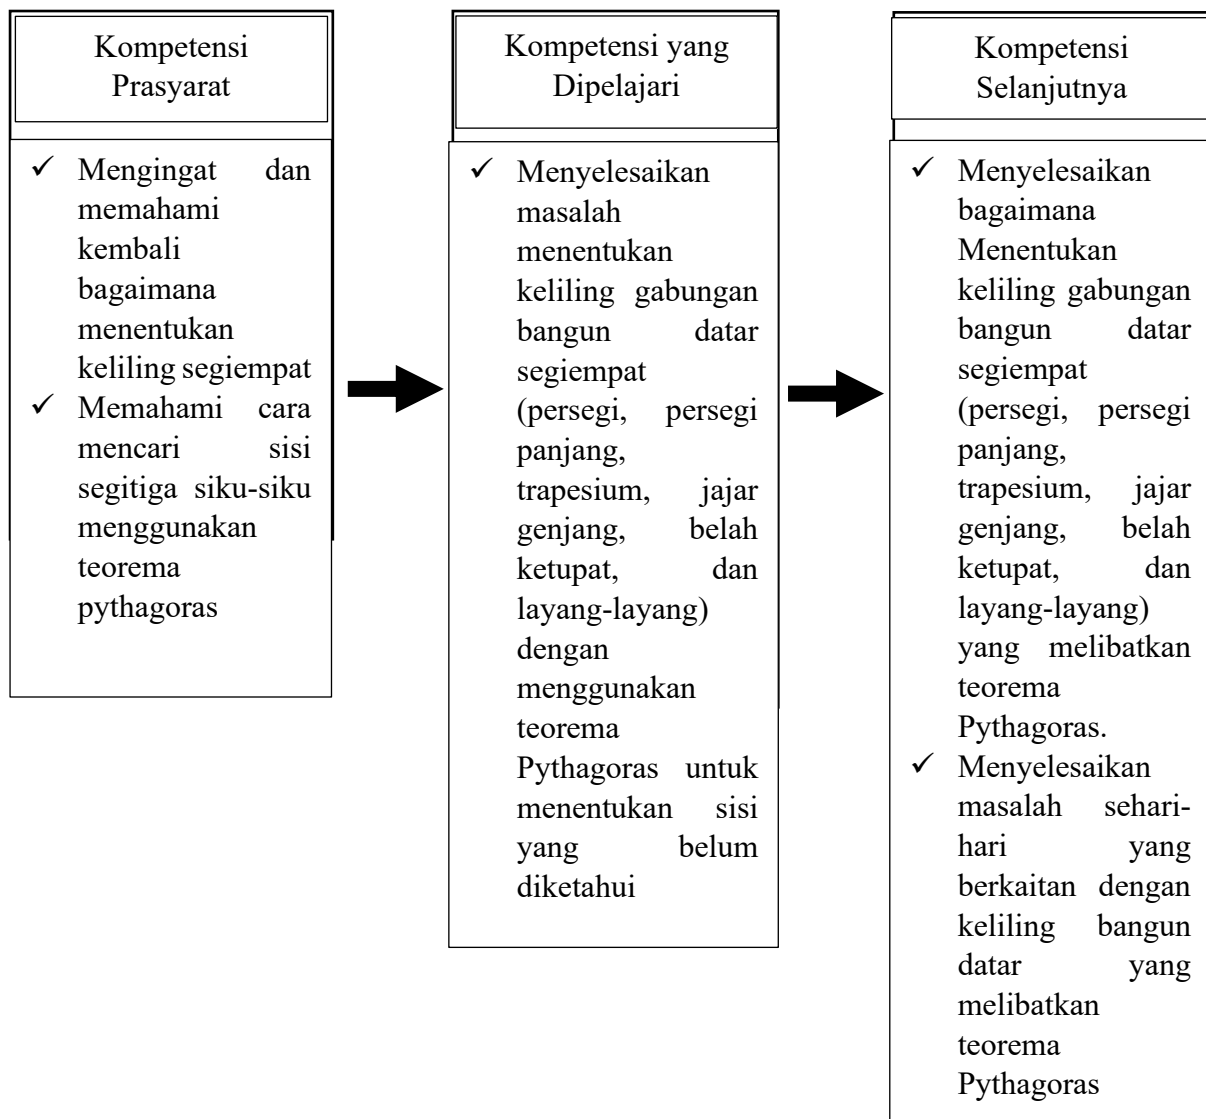 Kompetensi
Prasyarat
✓ Mengingat dan
memahami
kembali
bagaimana
menentukan
keliling segiempat
✓ Memahami cara
mencari sisi
segitiga siku-siku
menggunakan
teorema
pythagoras
Kompetensi yang
Dipelajari
✓ Menyelesaikan
masalah
menentukan
keliling gabungan
bangun datar
segiempat
(persegi, persegi
panjang,
trapesium, jajar
genjang, belah
ketupat, dan
layang-layang)
dengan
menggunakan
teorema
Pythagoras untuk
menentukan sisi
yang belum
diketahui
Kompetensi
Selanjutnya
✓ Menyelesaikan
bagaimana
Menentukan
keliling gabungan
bangun datar
segiempat
(persegi, persegi
panjang,
trapesium, jajar
genjang, belah
ketupat, dan
layang-layang)
yang melibatkan
teorema
Pythagoras.
✓ Menyelesaikan
masalah sehari-
hari yang
berkaitan dengan
keliling bangun
datar yang
melibatkan
teorema
Pythagoras